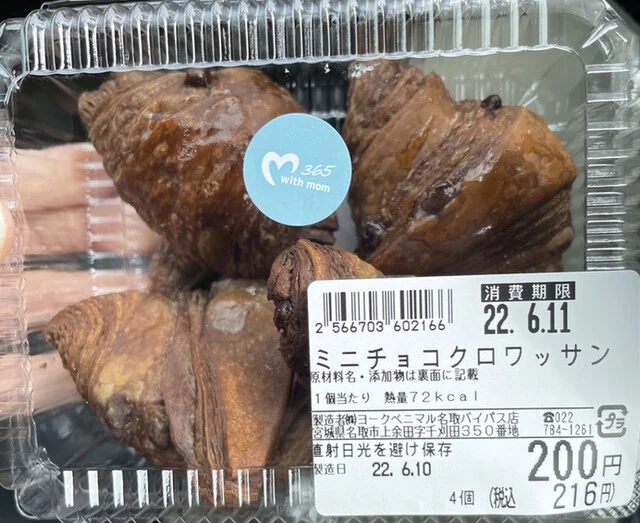 365
with mom
消費期限
2 566703 602166
22. 6.11
ミニチョコクロワッサン
原材料名・添加物は裏面に記載
1個当たり 熱量72kcal
製造者㈱ヨークベニマル名取バイパス店 ☎022
宮城県名取市上余田字千刈田350番地 784-1261
プラ
直射日光を避け保存
製造日 22. 6.10
200円
4個 (税込 216円)